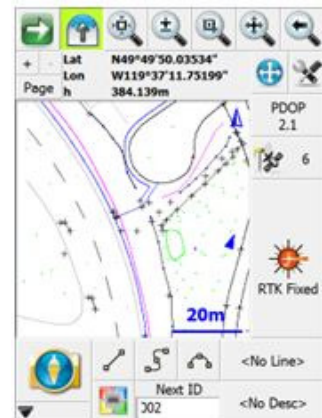 Lat N49°49'50.03534"
Lon W119°37'11.75199"
+ -
Page h 384.139m
PDOP
2.1
6
RTK Fixed
20m
<No Line>
Next ID
302
<No Desc>